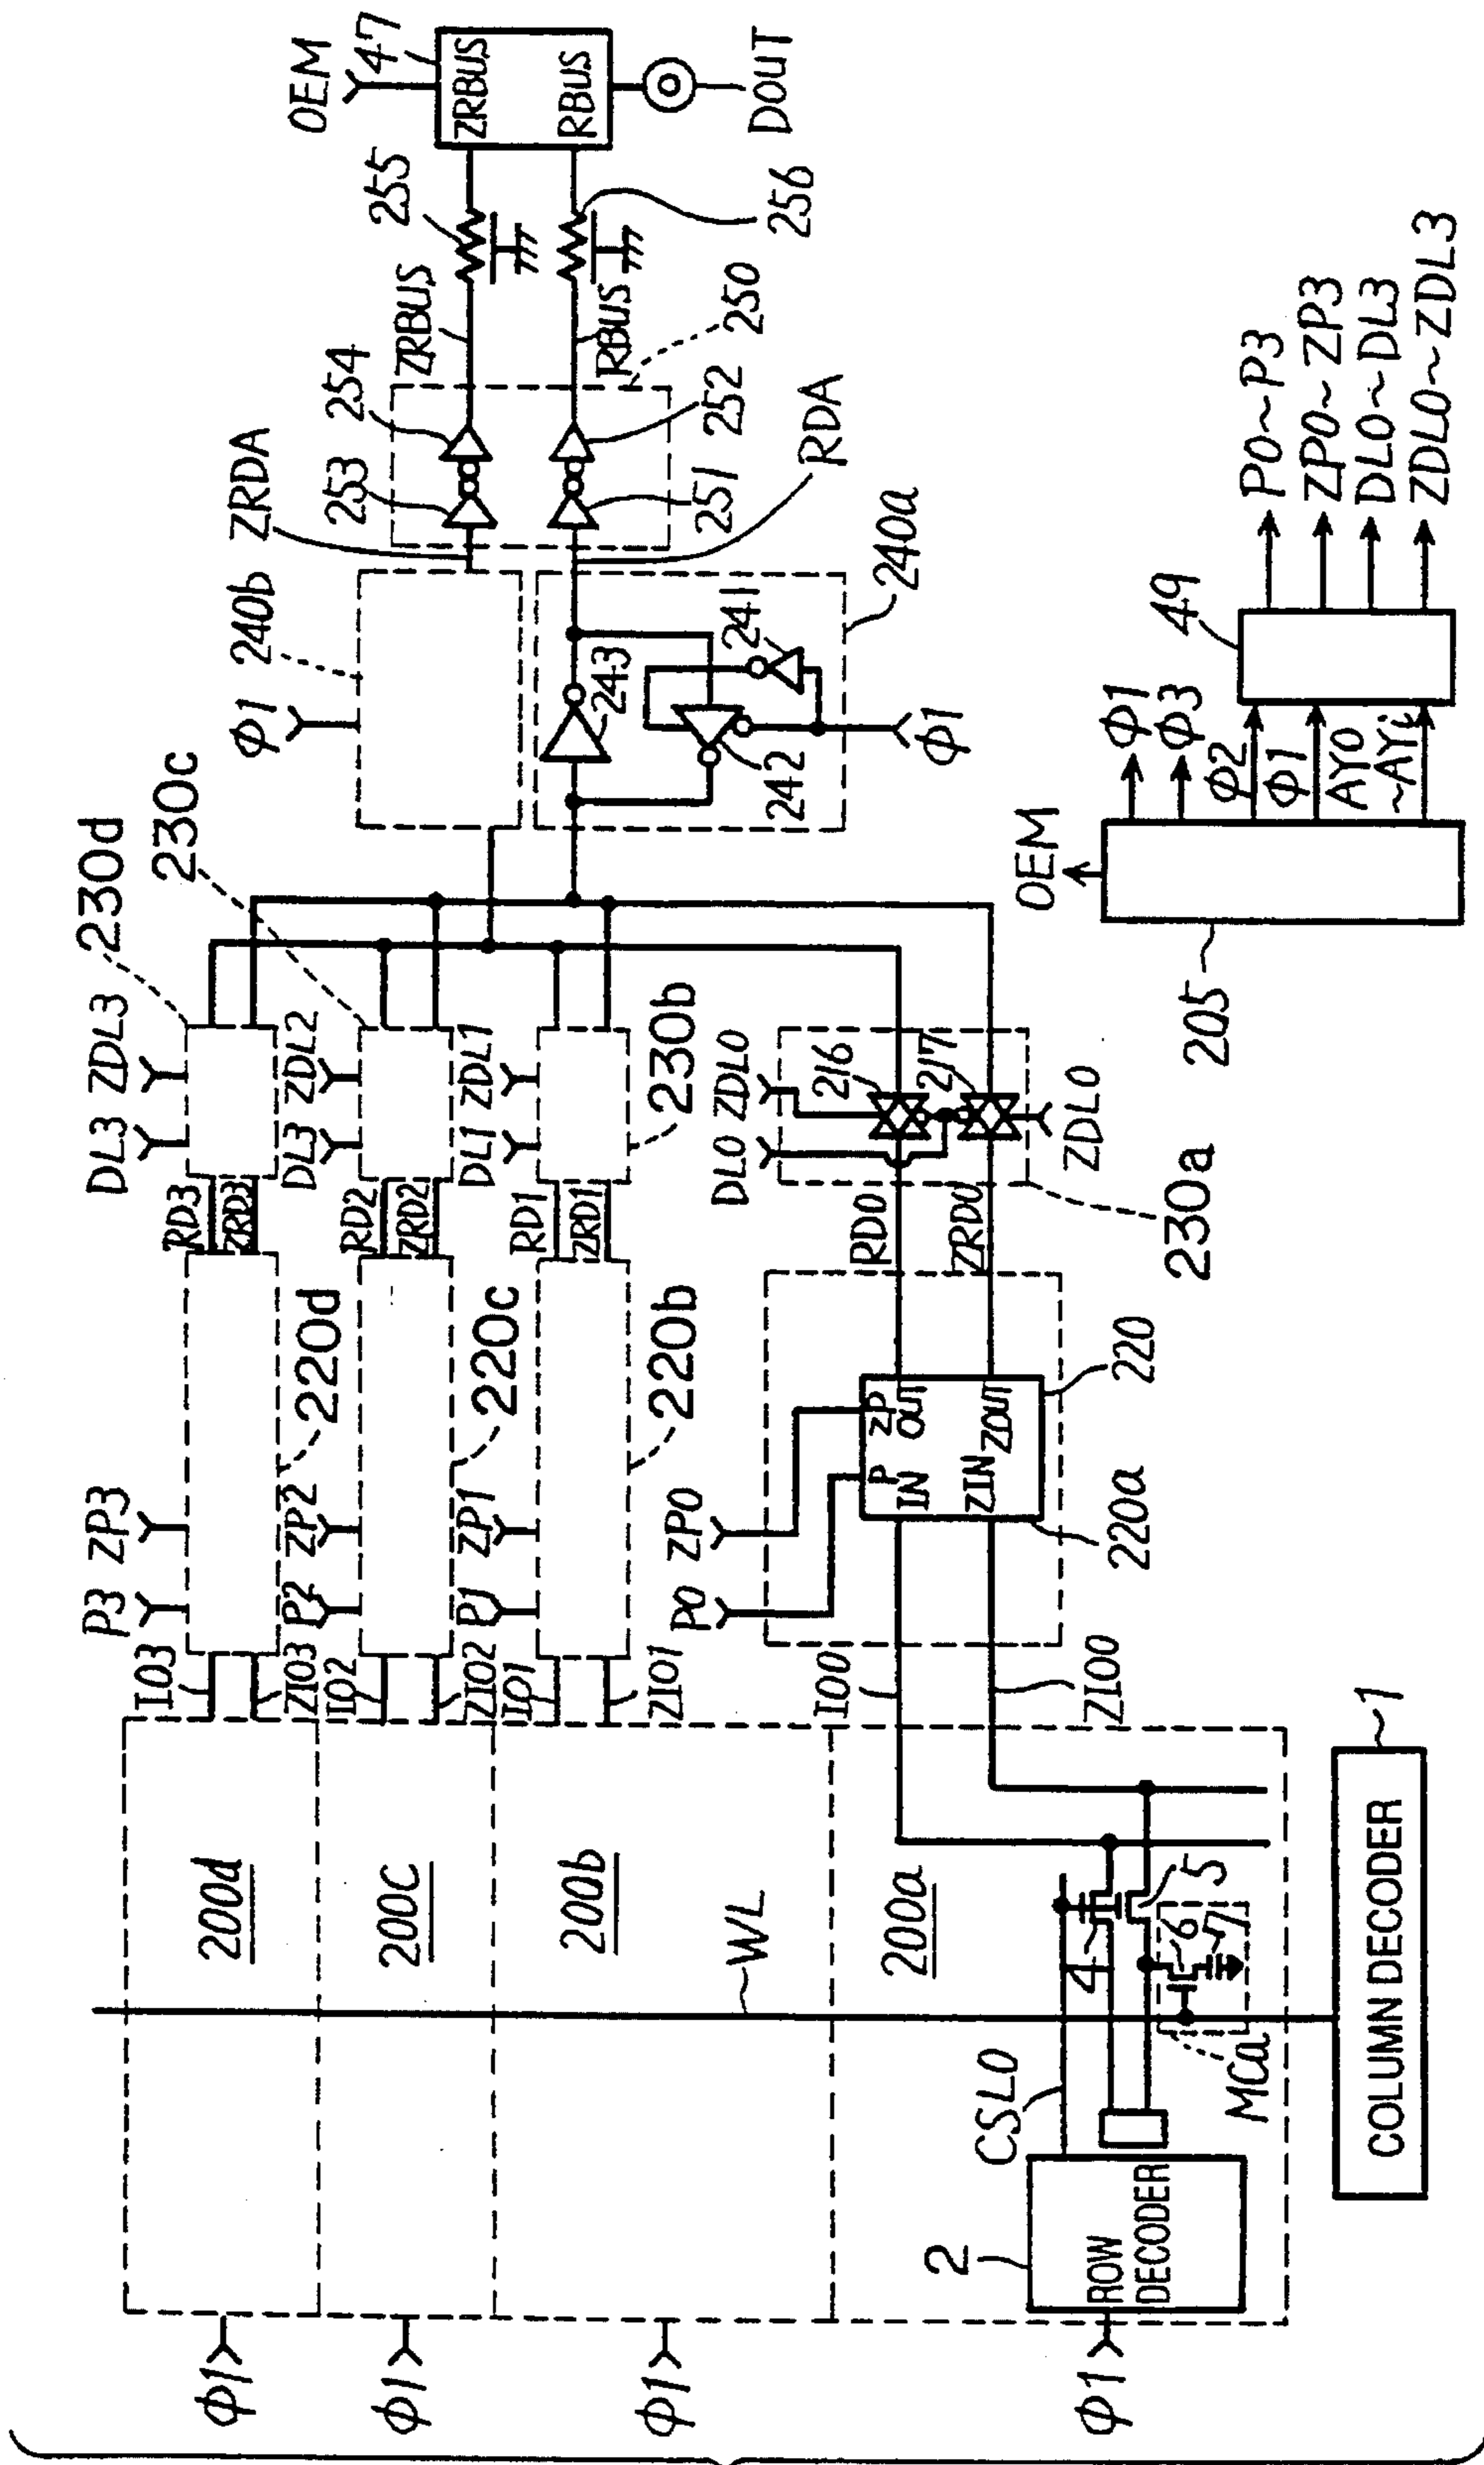 Φ1
Φ1
Φ1
Φ1
200d
200c
200b
200a
WL
2
ROW
DECODER
CSL0
4
5
6
7
MCa
COLUMN DECODER
1
IO3
ZIO3
IO2
ZIO2
IO1
ZIO1
IO0
ZIO0
P3
ZP3
P2
ZP2
P1
ZP1
P0
ZP0
220d
220c
220b
P
ZP
IN
OUT
ZIN
ZOUT
220a
220
RD3
ZRD3
RD2
ZRD2
RD1
ZRD1
RD0
ZRD0
DL3
ZDL3
DL3
ZDL2
DL1
ZDL1
DL0
ZDL0
216
217
ZDL0
230d
230c
230b
230a
Φ1
240b
243
241
242
Φ1
240a
ZRDA
RDA
253
254
251
252
250
ZRBUS
RBUS
255
256
OEM
47
ZRBUS
RBUS
DOUT
205
OEM
Φ1
Φ3
Φ2
Φ1
AY0
~AYi
49
P0~P3
ZP0~ZP3
DL0~DL3
ZDL0~ZDL3